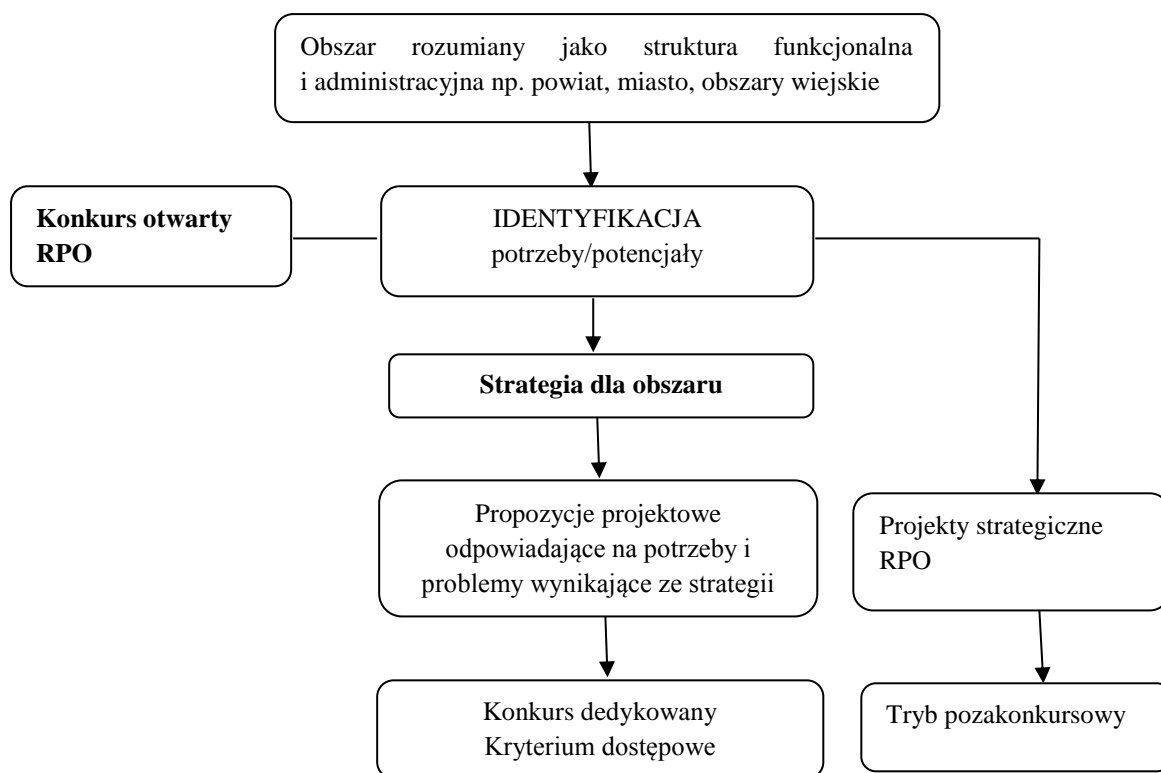 Obszar rozumiany jako struktura funkcjonalna
i administracyjna np. powiat, miasto, obszary wiejskie
Konkurs otwarty
RPO
IDENTYFIKACJA
potrzeby/potencjały
Strategia dla obszaru
Propozycje projektowe
odpowiadające na potrzeby i
problemy wynikające ze strategii
Projekty strategiczne
RPO
Konkurs dedykowany
Kryterium dostępowe
Tryb pozakonkursowy